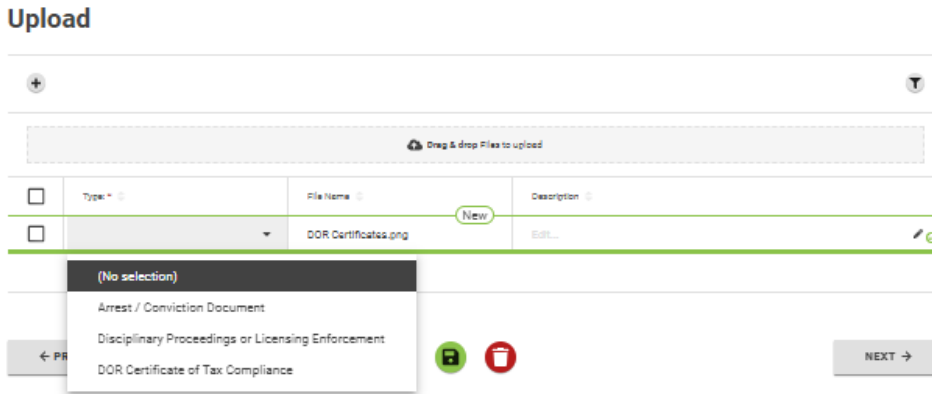 Upload
Drag & drop Files to upload
Type: * File Name Description
New
DOR Certificates.png Edit...
(No selection)
Arrest / Conviction Document
Disciplinary Proceedings or Licensing Enforcement
DOR Certificate of Tax Compliance
← PR
NEXT →